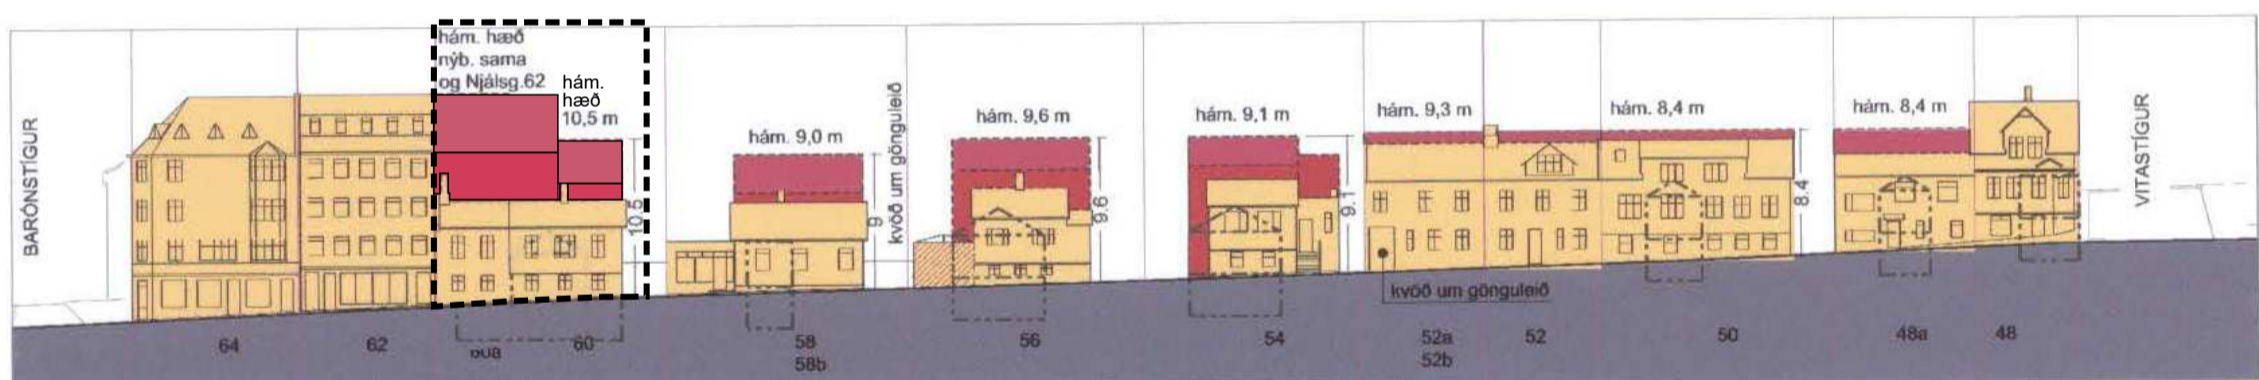 BARÓNSTÍGUR
hám. hæð
nýb. sama
og Njálsg.62
hám.
hæð
10,5 m
10.5
hám. 9,0 m
9
kvöð um gönguleið
hám. 9,6 m
9.6
hám. 9,1 m
9.1
hám. 9,3 m
hám. 8,4 m
8.4
hám. 8,4 m
VITASTÍGUR
kvöð um gönguleið
64
62
60a
60
58
58b
56
54
52a
52b
52
50
48a
48